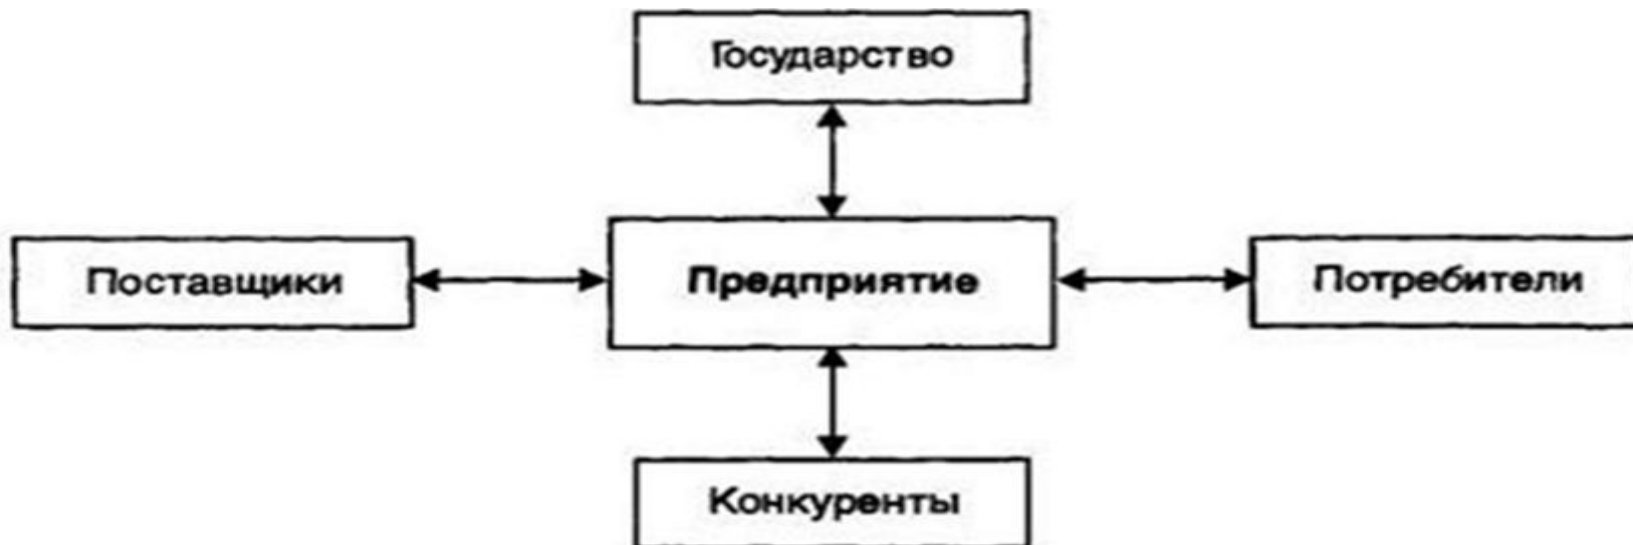 Государство
Поставщики
Предприятие
Потребители
Конкуренты